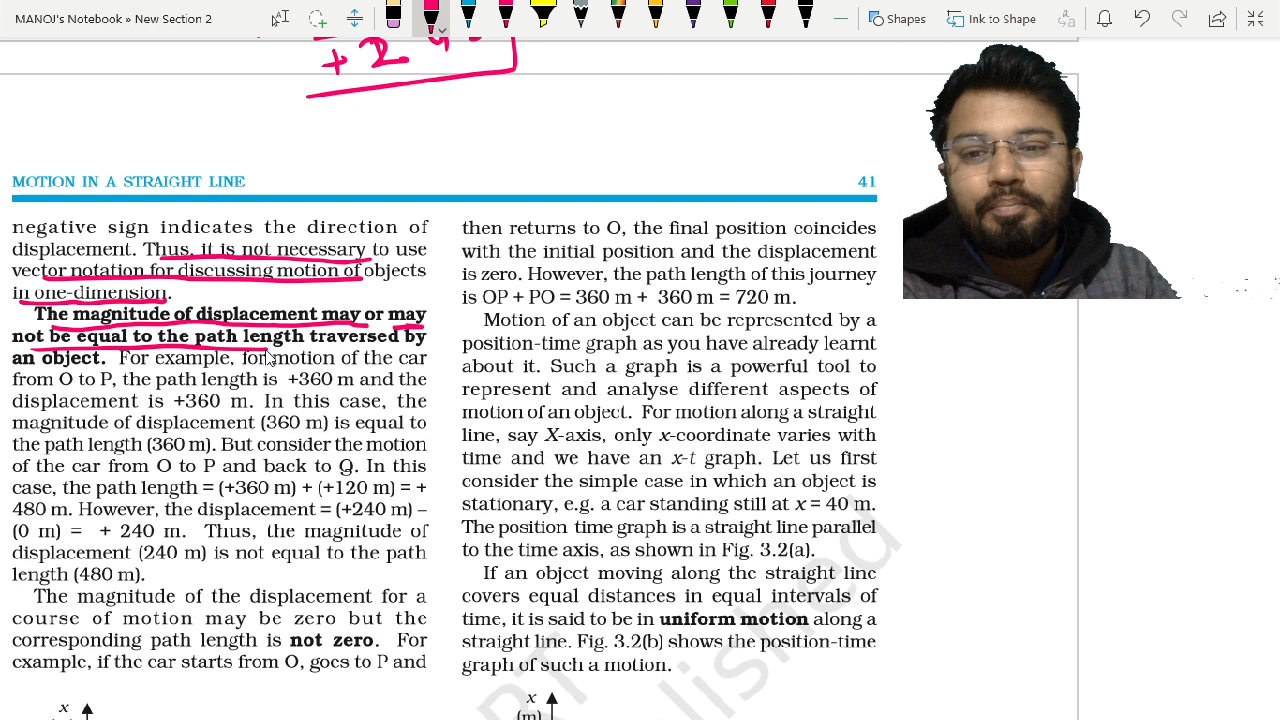 MANOJ's Notebook » New Section 2
Shapes
Ink to Shape
+ 2
MOTION IN A STRAIGHT LINE
41
negative sign indicates the direction of
displacement. Thus, it is not necessary to use
vector notation for discussing motion of objects
in one-dimension.
The magnitude of displacement may or may
not be equal to the path length traversed by
an object. For example, for motion of the car
from O to P, the path length is +360 m and the
displacement is +360 m. In this case, the
magnitude of displacement (360 m) is equal to
the path length (360 m). But consider the motion
of the car from O to P and back to Q. In this
case, the path length = (+360 m) + (+120 m) = +
480 m. However, the displacement = (+240 m) –
(0 m) = + 240 m. Thus, the magnitude of
displacement (240 m) is not equal to the path
length (480 m).
The magnitude of the displacement for a
course of motion may be zero but the
corresponding path length is not zero. For
example, if the car starts from O, goes to P and
then returns to O, the final position coincides
with the initial position and the displacement
is zero. However, the path length of this journey
is OP + PO = 360 m + 360 m = 720 m.
Motion of an object can be represented by a
position-time graph as you have already learnt
about it. Such a graph is a powerful tool to
represent and analyse different aspects of
motion of an object. For motion along a straight
line, say X-axis, only x-coordinate varies with
time and we have an x-t graph. Let us first
consider the simple case in which an object is
stationary, e.g. a car standing still at x = 40 m.
The position-time graph is a straight line parallel
to the time axis, as shown in Fig. 3.2(a).
If an object moving along the straight line
covers equal distances in equal intervals of
time, it is said to be in uniform motion along a
straight line. Fig. 3.2(b) shows the position-time
graph of such a motion.
x
x
(m)